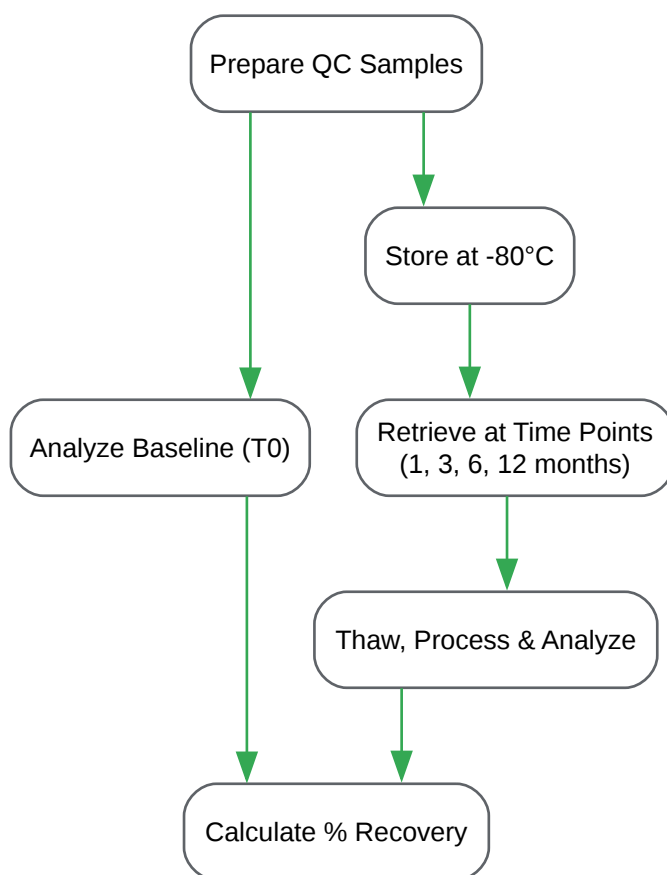 Prepare QC Samples
Store at -80°C
Analyze Baseline (T0)
Retrieve at Time Points
(1, 3, 6, 12 months)
Thaw, Process & Analyze
Calculate % Recovery